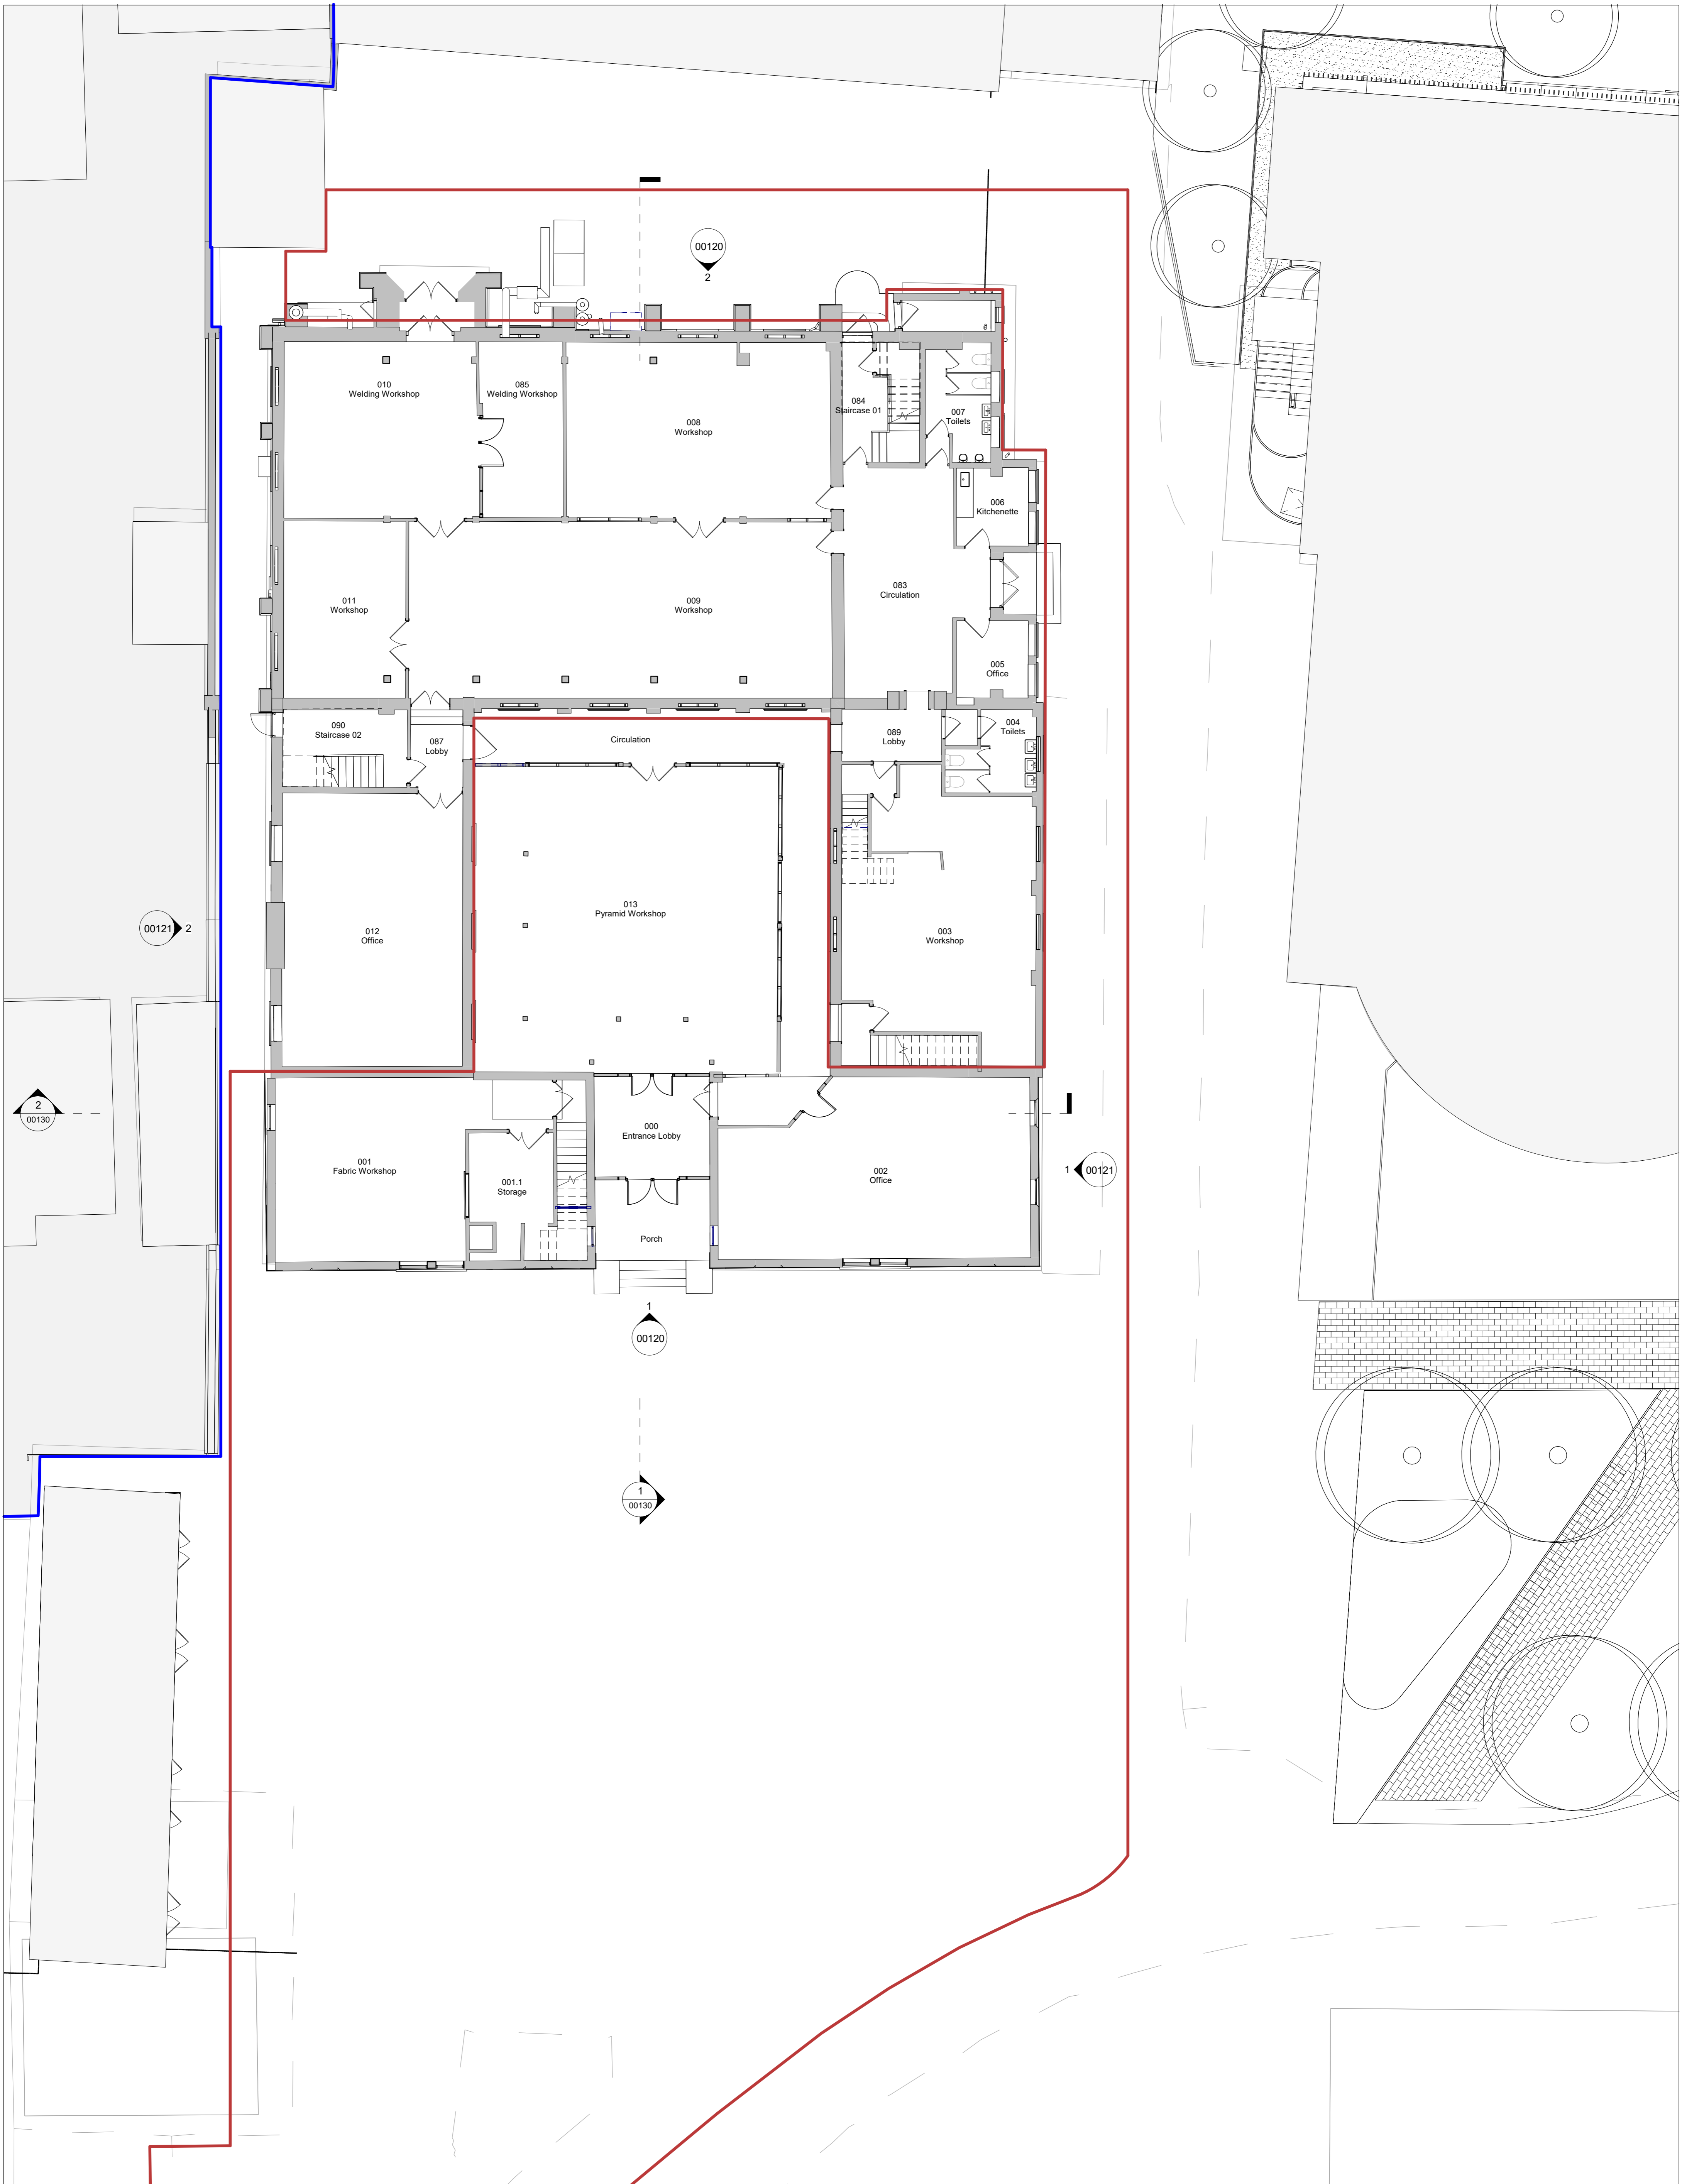 00120
2
010
Welding Workshop
085
Welding Workshop
008
Workshop
084
Staircase 01
007
Toilets
006
Kitchenette
011
Workshop
009
Workshop
083
Circulation
005
Office
090
Staircase 02
087
Lobby
Circulation
089
Lobby
004
Toilets
013
Pyramid Workshop
012
Office
003
Workshop
00121
2
2
00130
000
Entrance Lobby
001
Fabric Workshop
001.1
Storage
002
Office
1
00121
Porch
1
00120
1
00130